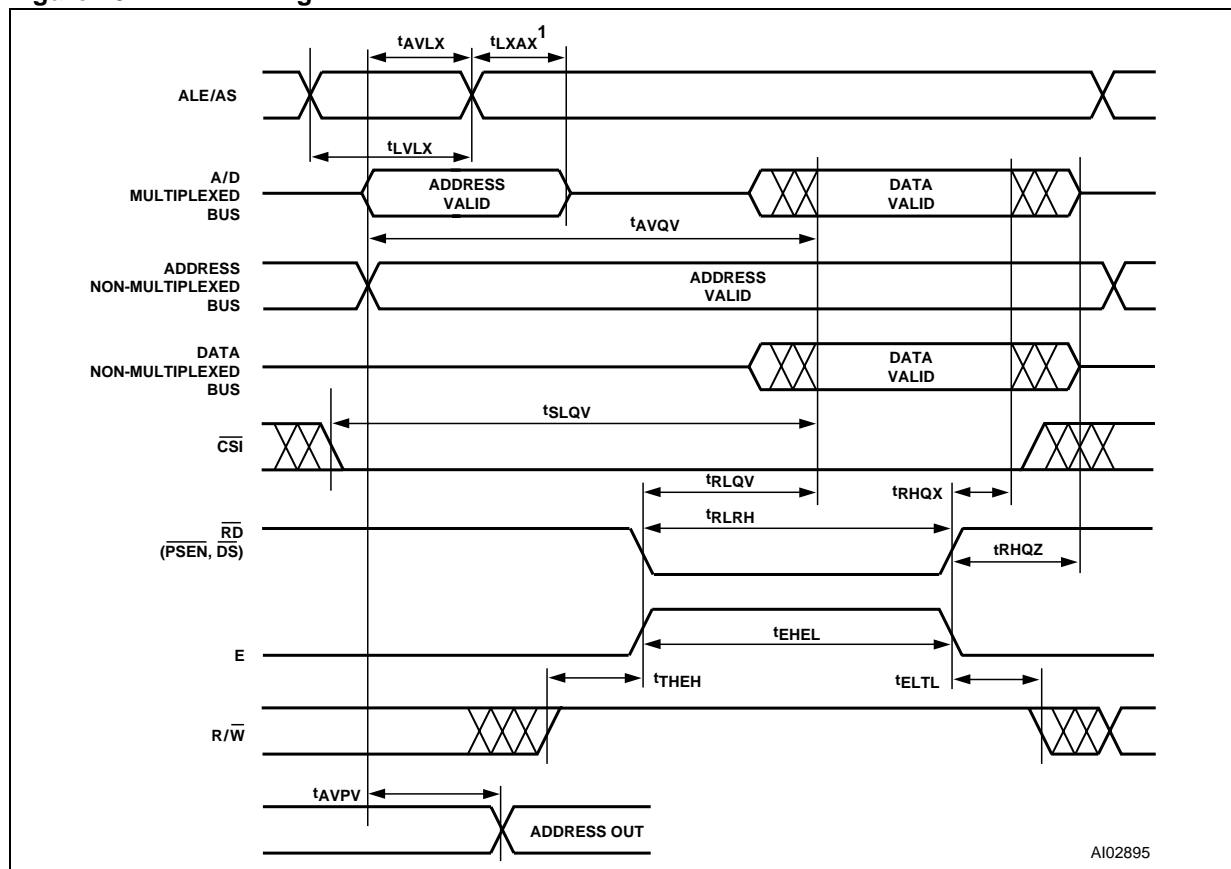 tAVLX tLXAX1
ALE/AS
tLVLX
A/D
MULTIPLEXED
BUS
ADDRESS
VALID
DATA
VALID
tAVQV
ADDRESS
NON-MULTIPLEXED
BUS
ADDRESS
VALID
DATA
NON-MULTIPLEXED
BUS
DATA
VALID
tSLQV
CSI
tRLQV
tRHQX
tRLRH
RD
(PSEN, DS)
tRHQZ
tEHEL
E
tTHEH
tELTL
R/W
tAVPV
ADDRESS OUT
AI02895